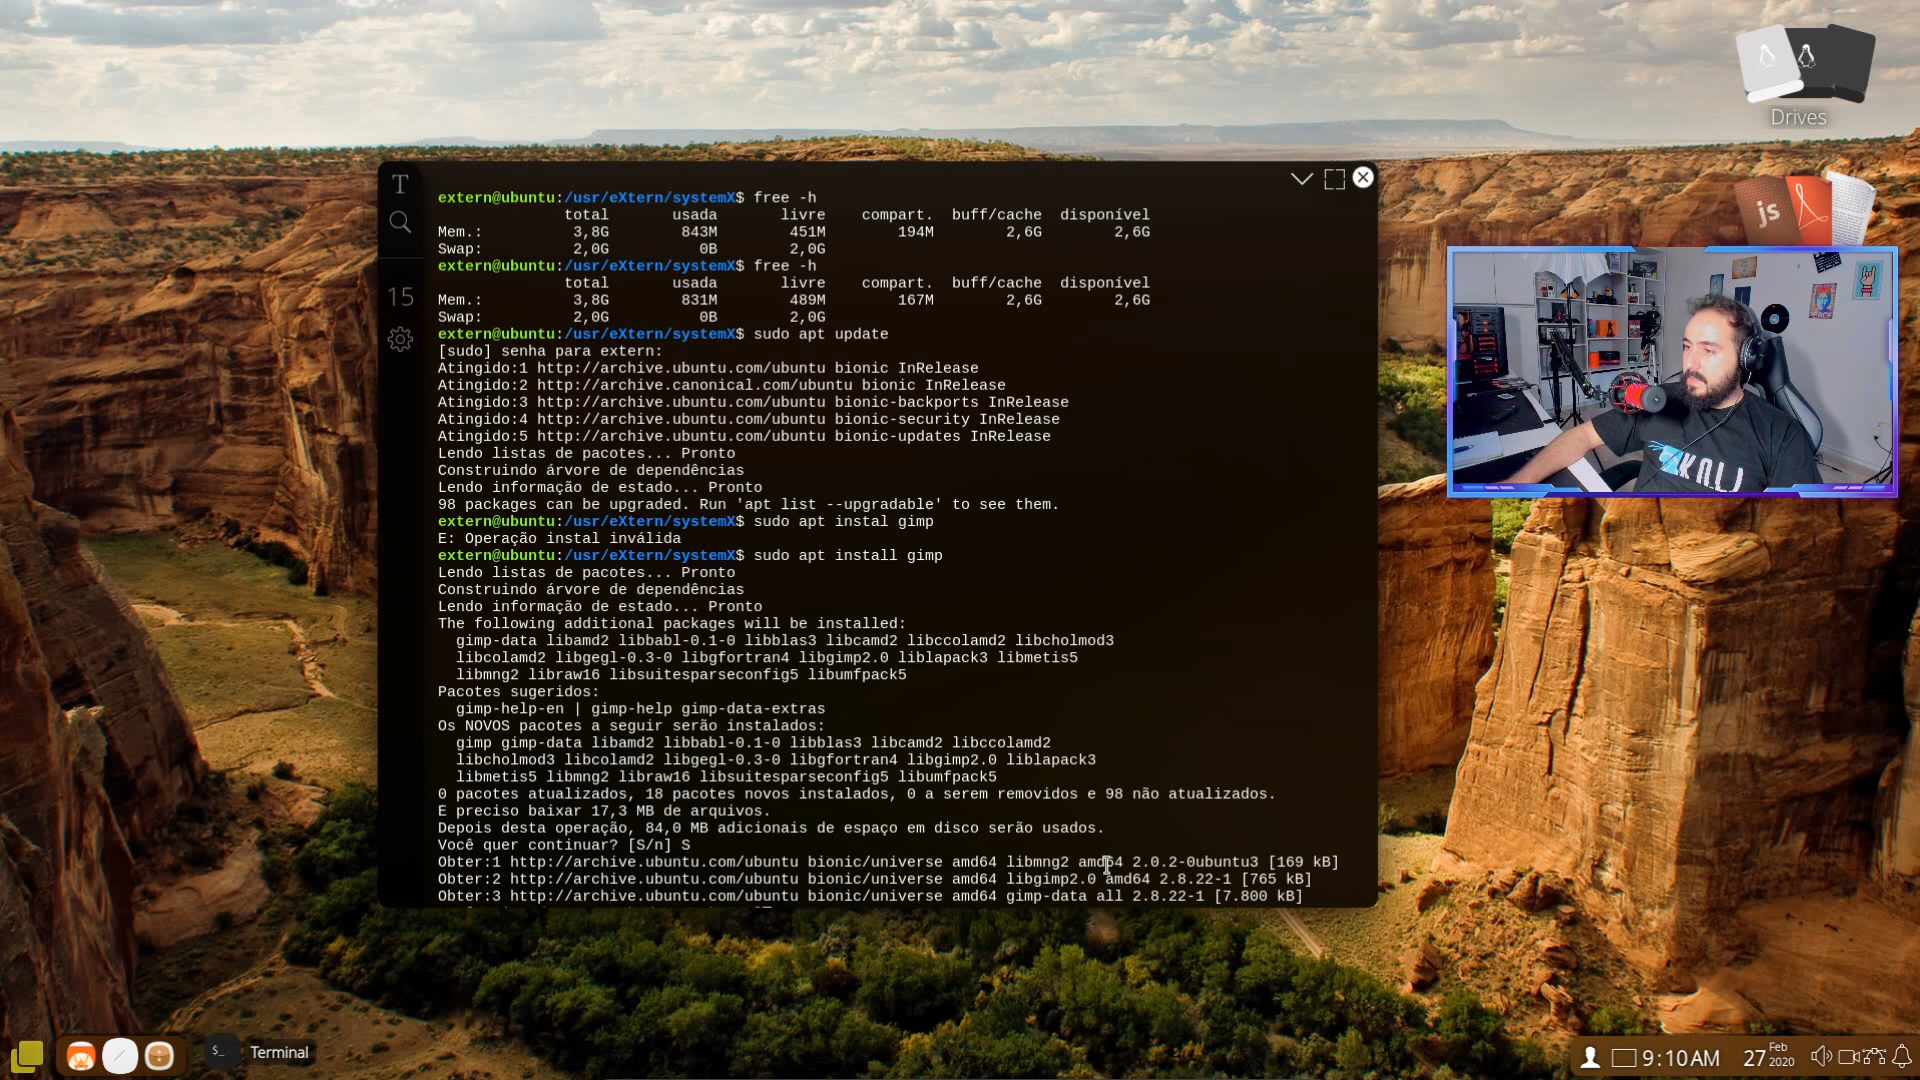 Drives
js
T
15
extern@ubuntu:/usr/eXtern/systemX$ free -h
total usada livre compart. buff/cache disponível
Mem.: 3,8G 843M 451M 194M 2,6G 2,6G
Swap: 2,0G 0B 2,0G
extern@ubuntu:/usr/eXtern/systemX$ free -h
total usada livre compart. buff/cache disponível
Mem.: 3,8G 831M 489M 167M 2,6G 2,6G
Swap: 2,0G 0B 2,0G
extern@ubuntu:/usr/eXtern/systemX$ sudo apt update
[sudo] senha para extern:
Atingido:1 http://archive.ubuntu.com/ubuntu bionic InRelease
Atingido:2 http://archive.canonical.com/ubuntu bionic InRelease
Atingido:3 http://archive.ubuntu.com/ubuntu bionic-backports InRelease
Atingido:4 http://archive.ubuntu.com/ubuntu bionic-security InRelease
Atingido:5 http://archive.ubuntu.com/ubuntu bionic-updates InRelease
Lendo listas de pacotes... Pronto
Construindo árvore de dependências
Lendo informação de estado... Pronto
98 packages can be upgraded. Run 'apt list --upgradable' to see them.
extern@ubuntu:/usr/eXtern/systemX$ sudo apt instal gimp
E: Operação instal inválida
extern@ubuntu:/usr/eXtern/systemX$ sudo apt install gimp
Lendo listas de pacotes... Pronto
Construindo árvore de dependências
Lendo informação de estado... Pronto
The following additional packages will be installed:
gimp-data libamd2 libbabl-0.1-0 libblas3 libcamd2 libccolamd2 libcholmod3
libcolamd2 libgegl-0.3-0 libgfortran4 libgimp2.0 liblapack3 libmetis5
libmng2 libraw16 libsuitesparseconfig5 libumfpack5
Pacotes sugeridos:
gimp-help-en | gimp-help gimp-data-extras
Os NOVOS pacotes a seguir serão instalados:
gimp gimp-data libamd2 libbabl-0.1-0 libblas3 libcamd2 libccolamd2
libcholmod3 libcolamd2 libgegl-0.3-0 libgfortran4 libgimp2.0 liblapack3
libmetis5 libmng2 libraw16 libsuitesparseconfig5 libumfpack5
0 pacotes atualizados, 18 pacotes novos instalados, 0 a serem removidos e 98 não atualizados.
É preciso baixar 17,3 MB de arquivos.
Depois desta operação, 84,0 MB adicionais de espaço em disco serão usados.
Você quer continuar? [S/n] S
Obter:1 http://archive.ubuntu.com/ubuntu bionic/universe amd64 libmng2 amd64 2.0.2-0ubuntu3 [169 kB]
Obter:2 http://archive.ubuntu.com/ubuntu bionic/universe amd64 libgimp2.0 amd64 2.8.22-1 [765 kB]
Obter:3 http://archive.ubuntu.com/ubuntu bionic/universe amd64 gimp-data all 2.8.22-1 [7.800 kB]
KALI
$_ Terminal
9:10 AM 27 Feb 2020